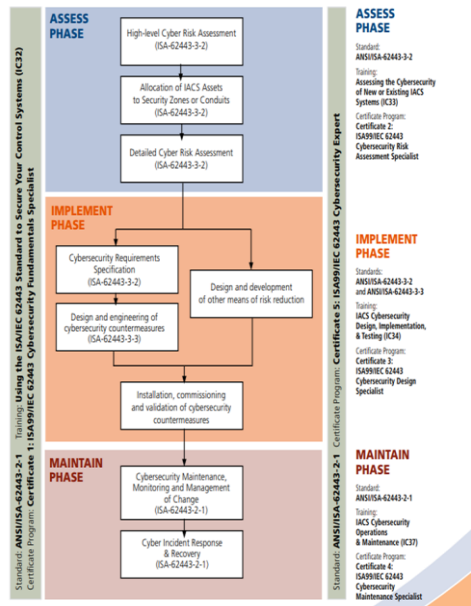 Standard: ANSI/ISA-62443-2-1 Training: Using the ISA/IEC 62443 Standard to Secure Your Control Systems (IC32)
Certificate Program: Certificate 1: ISA99/IEC 62443 Cybersecurity Fundamentals Specialist
ASSESS
PHASE
High-level Cyber Risk Assessment
(ISA-62443-3-2)
Allocation of IACS Assets
to Security Zones or Conduits
(ISA-62443-3-2)
Detailed Cyber Risk Assessment
(ISA-62443-3-2)
IMPLEMENT
PHASE
Cybersecurity Requirements
Specification
(ISA-62443-3-2)
Design and engineering of
cybersecurity countermeasures
(ISA-62443-3-3)
Design and development
of other means of risk reduction
Installation, commissioning
and validation of cybersecurity
countermeasures
MAINTAIN
PHASE
Cybersecurity Maintenance,
Monitoring and Management
of Change
(ISA-62443-2-1)
Cyber Incident Response
& Recovery
(ISA-62443-2-1)
Standard: ANSI/ISA-62443-2-1 Certificate Program: Certificate 5: ISA99/IEC 62443 Cybersecurity Expert
ASSESS
PHASE
Standard:
ANSI/ISA-62443-3-2
Training:
Assessing the Cybersecurity
of New or Existing IACS
Systems (IC33)
Certificate Program:
Certificate 2:
ISA99/IEC 62443
Cybersecurity Risk
Assessment Specialist
IMPLEMENT
PHASE
Standards:
ANSI/ISA-62443-3-2
and ANSI/ISA-62443-3-3
Training:
IACS Cybersecurity
Design, Implementation,
& Testing (IC34)
Certificate Program:
Certificate 3:
ISA99/IEC 62443
Cybersecurity Design
Specialist
MAINTAIN
PHASE
Standard:
ANSI/ISA-62443-2-1
Training:
IACS Cybersecurity
Operations
& Maintenance (IC37)
Certificate Program:
Certificate 4:
ISA99/IEC 62443
Cybersecurity
Maintenance Specialist